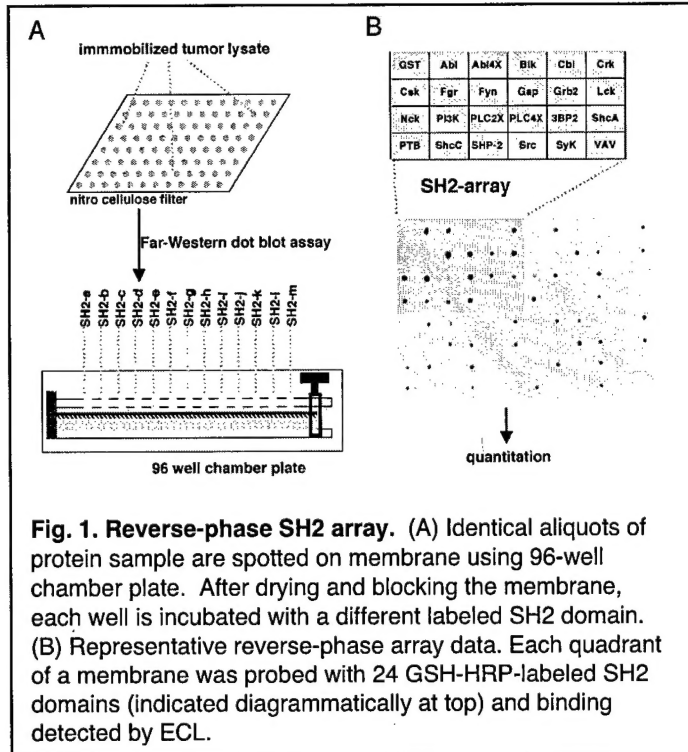 A
immmobilized tumor lysate
nitro cellulose filter
Far-Western dot blot assay
SH2-a
SH2-b
SH2-c
SH2-d
SH2-e
SH2-f
SH2-g
SH2-h
SH2-i
SH2-j
SH2-k
SH2-l
SH2-m
96 well chamber plate
B
GST Abl Abl4X Blk Cbl Crk
Csk Fgr Fyn Gap Grb2 Lck
Nck PI3K PLC2X PLC4X 3BP2 ShcA
PTB ShcC SHP-2 Src SyK VAV
SH2-array
quantitation
Fig. 1. Reverse-phase SH2 array. (A) Identical aliquots of
protein sample are spotted on membrane using 96-well
chamber plate. After drying and blocking the membrane,
each well is incubated with a different labeled SH2 domain.
(B) Representative reverse-phase array data. Each quadrant
of a membrane was probed with 24 GSH-HRP-labeled SH2
domains (indicated diagrammatically at top) and binding
detected by ECL.